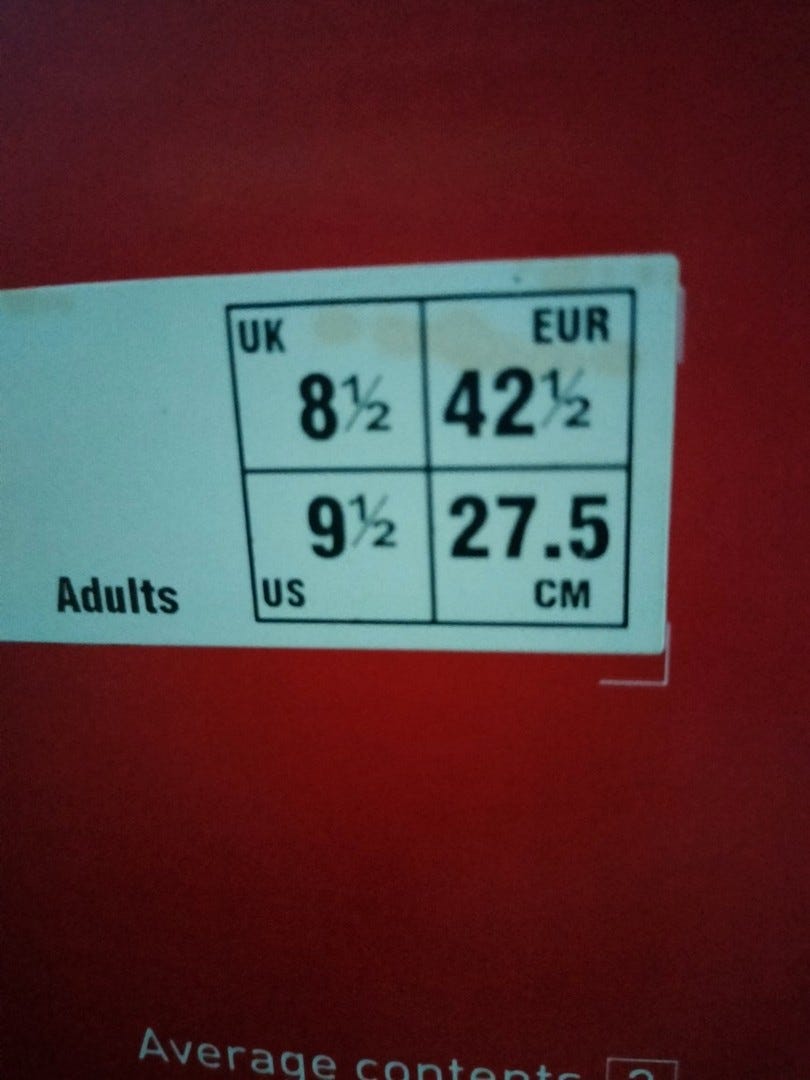 UK EUR
8½ 42½
9½ 27.5
Adults US CM
Average contents